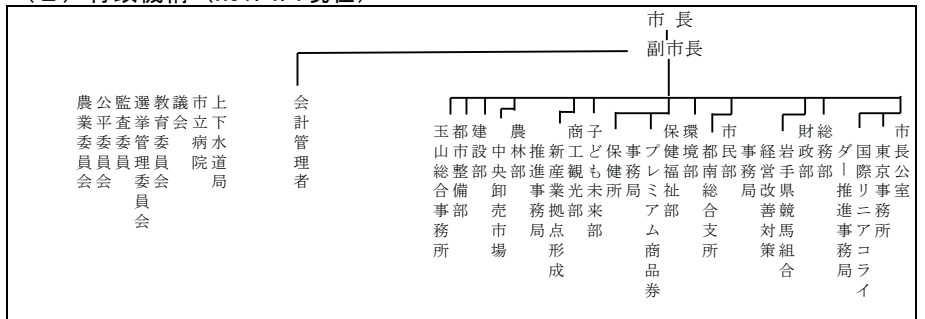 （２）行政機構（ 現在）
市長
副市長
市長公室
東京事務所
国際リニアコライ
ダー推進事務局
総務部
財政部
岩手県競馬組合
経営改善対策
事務局
市民部
都南総合支所
環境部
保健福祉部
プレミアム商品券
事務局
保健所
子ども未来部
商工観光部
新産業拠点形成
推進事務局
農林部
中央卸売市場
建設部
都市整備部
玉山総合事務所
会計管理者
上下水道局
市立病院
議会
教育委員会
選挙管理委員会
監査委員
公平委員会
農業委員会